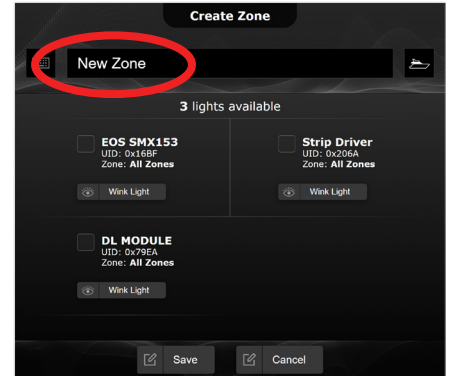 Create Zone
New Zone
3 lights available
EOS SMX153
UID: 0x16BF
Zone: All Zones
Wink Light
Strip Driver
UID: 0x206A
Zone: All Zones
Wink Light
DL MODULE
UID: 0x79EA
Zone: All Zones
Wink Light
Save
Cancel